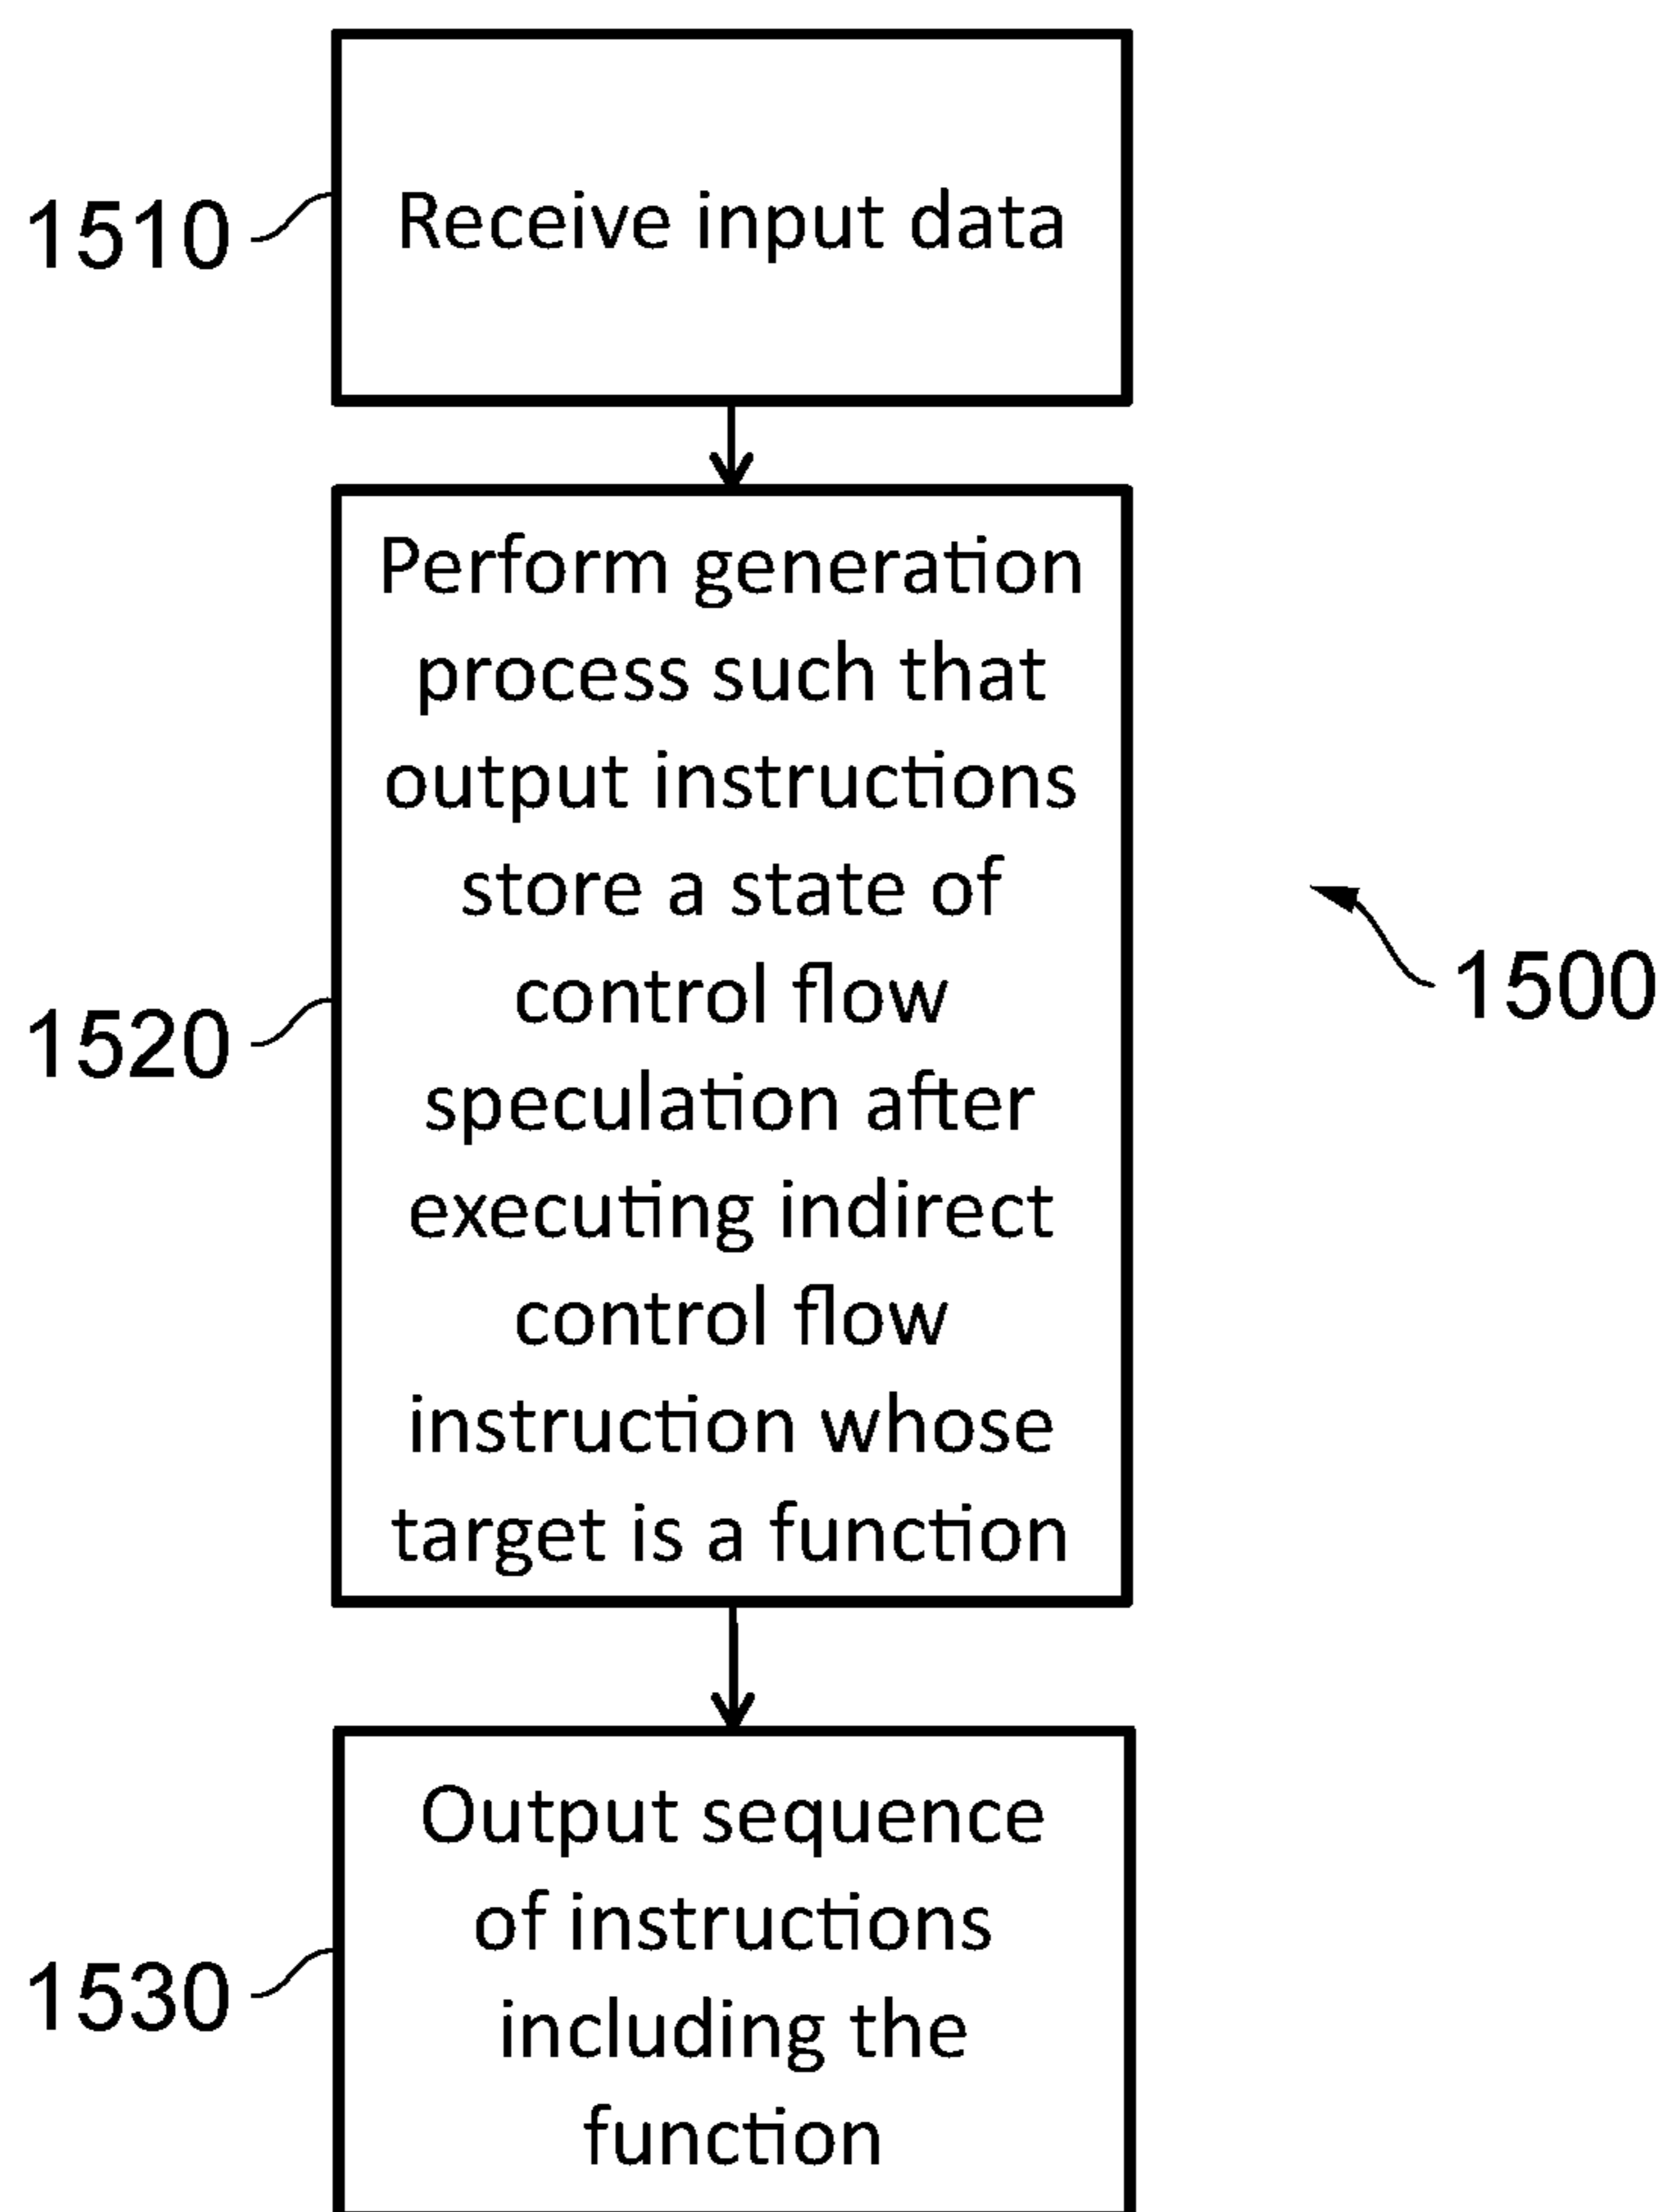 1510
Receive input data
Perform generation
process such that
output instructions
store a state of
control flow
speculation after
executing indirect
control flow
instruction whose
target is a function
1520
1500
Output sequence
of instructions
including the
function
1530